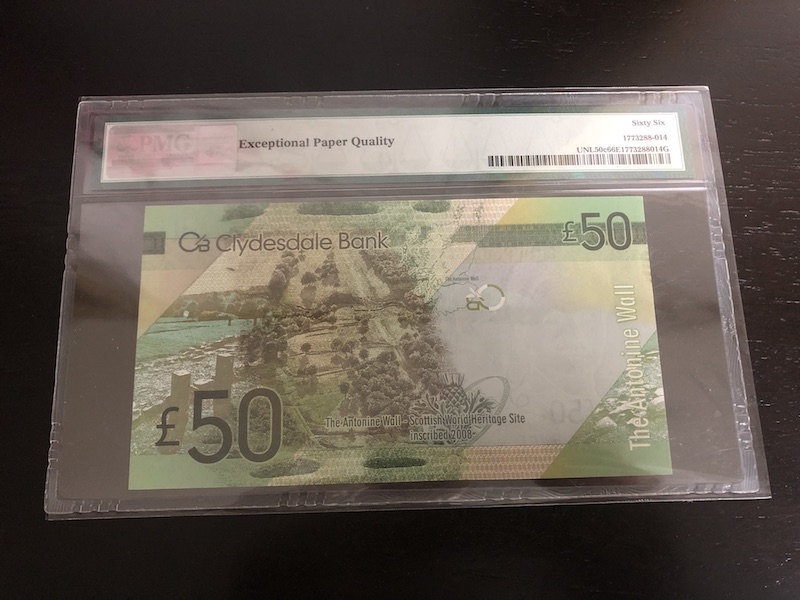 PMG
Exceptional Paper Quality
Sixty Six
1773288-014
UNL50c66E1773288014G
CB Clydesdale Bank
£50
The Antonine Wall
The Antonine Wall
£50
The Antonine Wall - Scottish World Heritage Site
inscribed 2008-